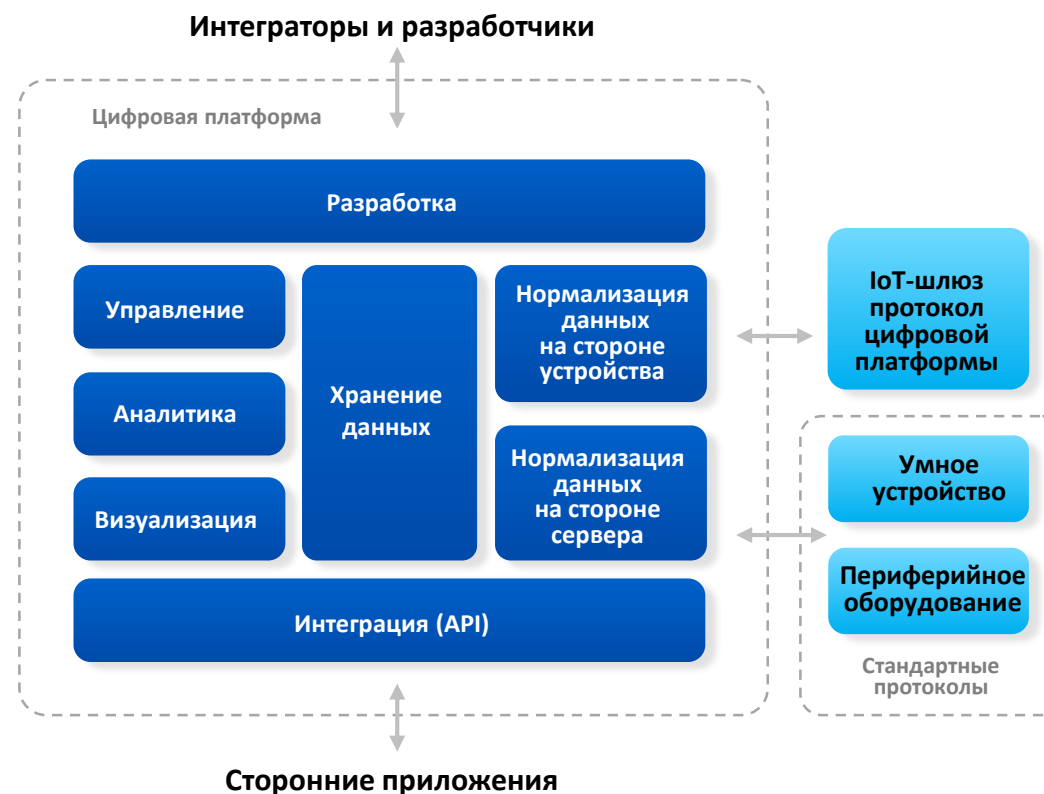 Интеграторы и разработчики
Цифровая платформа
Разработка
Управление
Аналитика
Визуализация
Хранение
данных
Нормализация
данных
на стороне
устройства
Нормализация
данных
на стороне
сервера
Интеграция (API)
IoT-шлюз
протокол
цифровой
платформы
Умное
устройство
Периферийное
оборудование
Стандартные
протоколы
Сторонние приложения